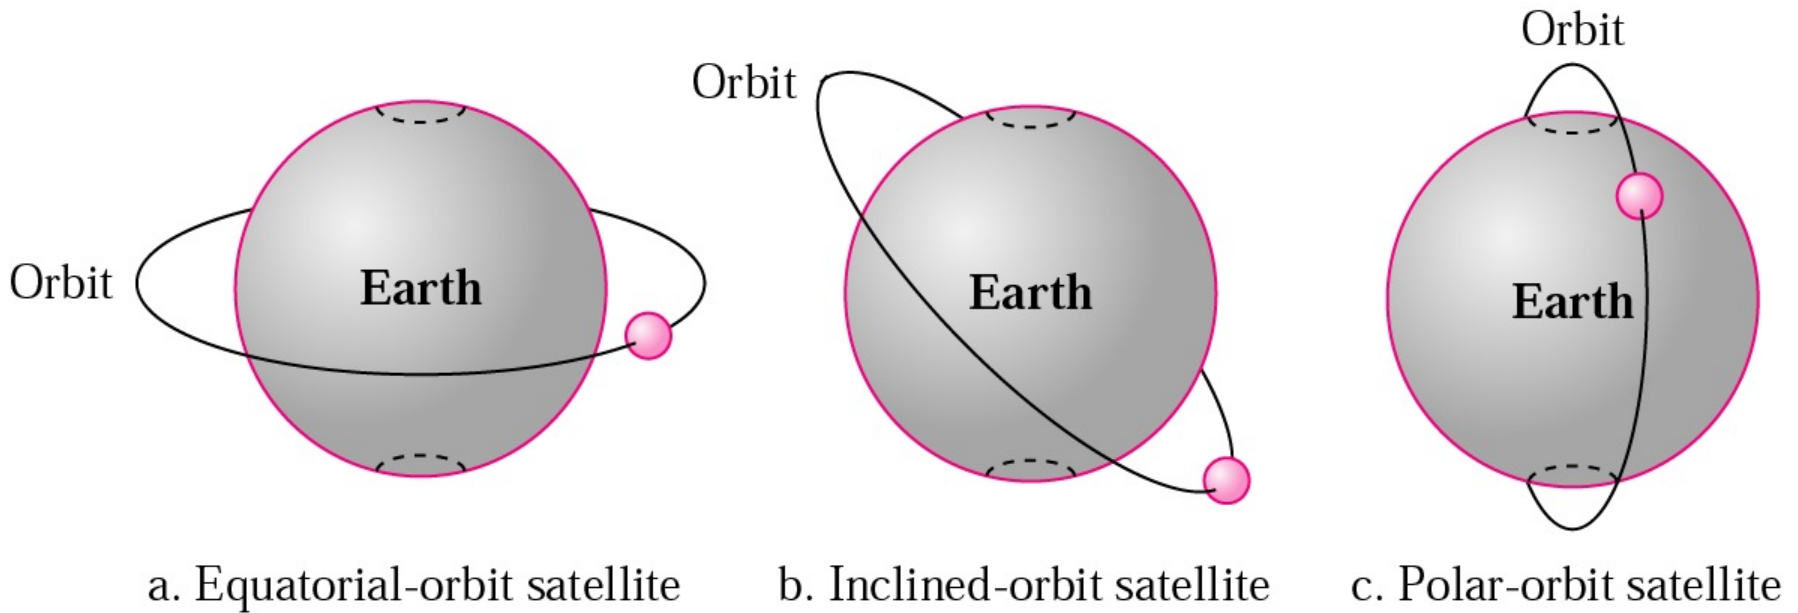 Orbit
Earth
a. Equatorial-orbit satellite
Orbit
Earth
b. Inclined-orbit satellite
Orbit
Earth
c. Polar-orbit satellite